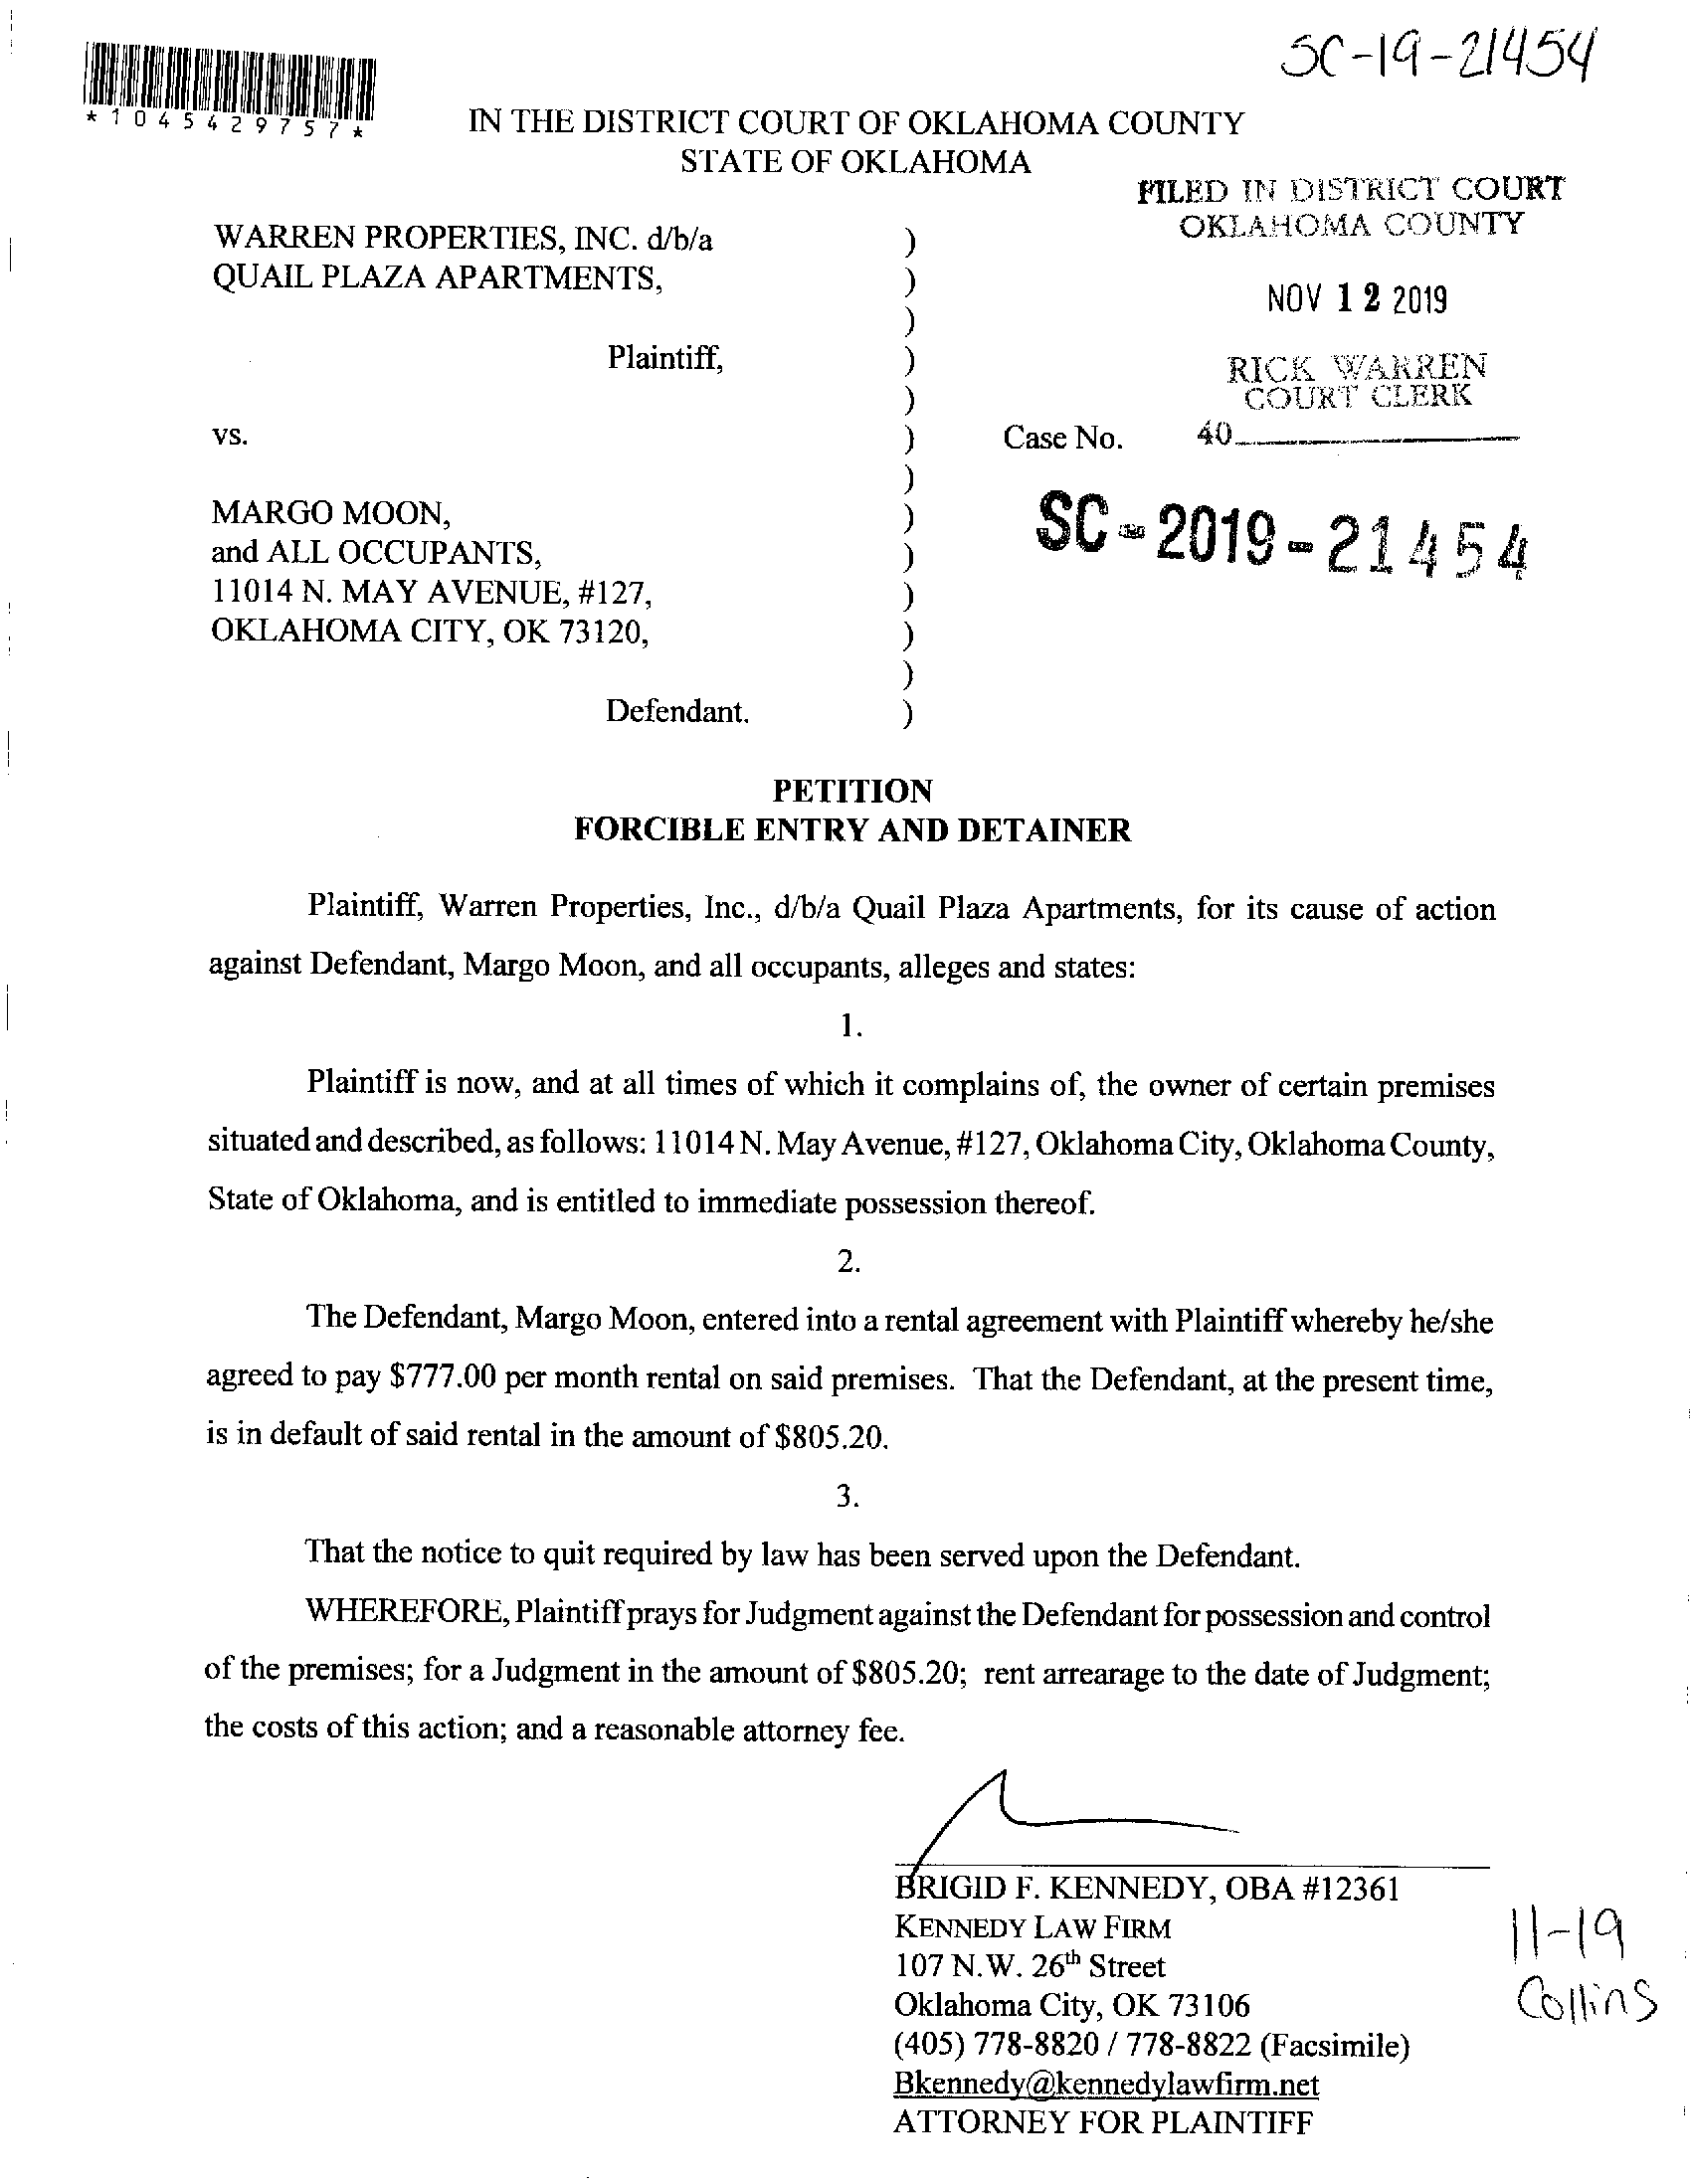 SC-19-21454
*1045429757*
IN THE DISTRICT COURT OF OKLAHOMA COUNTY
STATE OF OKLAHOMA
FILED IN DISTRICT COURT
OKLAHOMA COUNTY
WARREN PROPERTIES, INC. d/b/a )
QUAIL PLAZA APARTMENTS, )
NOV 12 2019
)
Plaintiff, )
RICK WARREN
COURT CLERK
)
vs. ) Case No. 40
)
MARGO MOON, )
SC-2019-21454
and ALL OCCUPANTS, )
11014 N. MAY AVENUE, #127, )
OKLAHOMA CITY, OK 73120, )
)
Defendant. )
PETITION
FORCIBLE ENTRY AND DETAINER
Plaintiff, Warren Properties, Inc., d/b/a Quail Plaza Apartments, for its cause of action
against Defendant, Margo Moon, and all occupants, alleges and states:
1.
Plaintiff is now, and at all times of which it complains of, the owner of certain premises
situated and described, as follows: 11014 N. May Avenue, #127, Oklahoma City, Oklahoma County,
State of Oklahoma, and is entitled to immediate possession thereof.
2.
The Defendant, Margo Moon, entered into a rental agreement with Plaintiff whereby he/she
agreed to pay $777.00 per month rental on said premises. That the Defendant, at the present time,
is in default of said rental in the amount of $805.20.
3.
That the notice to quit required by law has been served upon the Defendant.
WHEREFORE, Plaintiff prays for Judgment against the Defendant for possession and control
of the premises; for a Judgment in the amount of $805.20; rent arrearage to the date of Judgment;
the costs of this action; and a reasonable attorney fee.
BRIGID F. KENNEDY, OBA #12361
KENNEDY LAW FIRM
107 N.W. 26th Street
Oklahoma City, OK 73106
(405) 778-8820 / 778-8822 (Facsimile)
Bkennedy@kennedylawfirm.net
ATTORNEY FOR PLAINTIFF
11-19
Collins